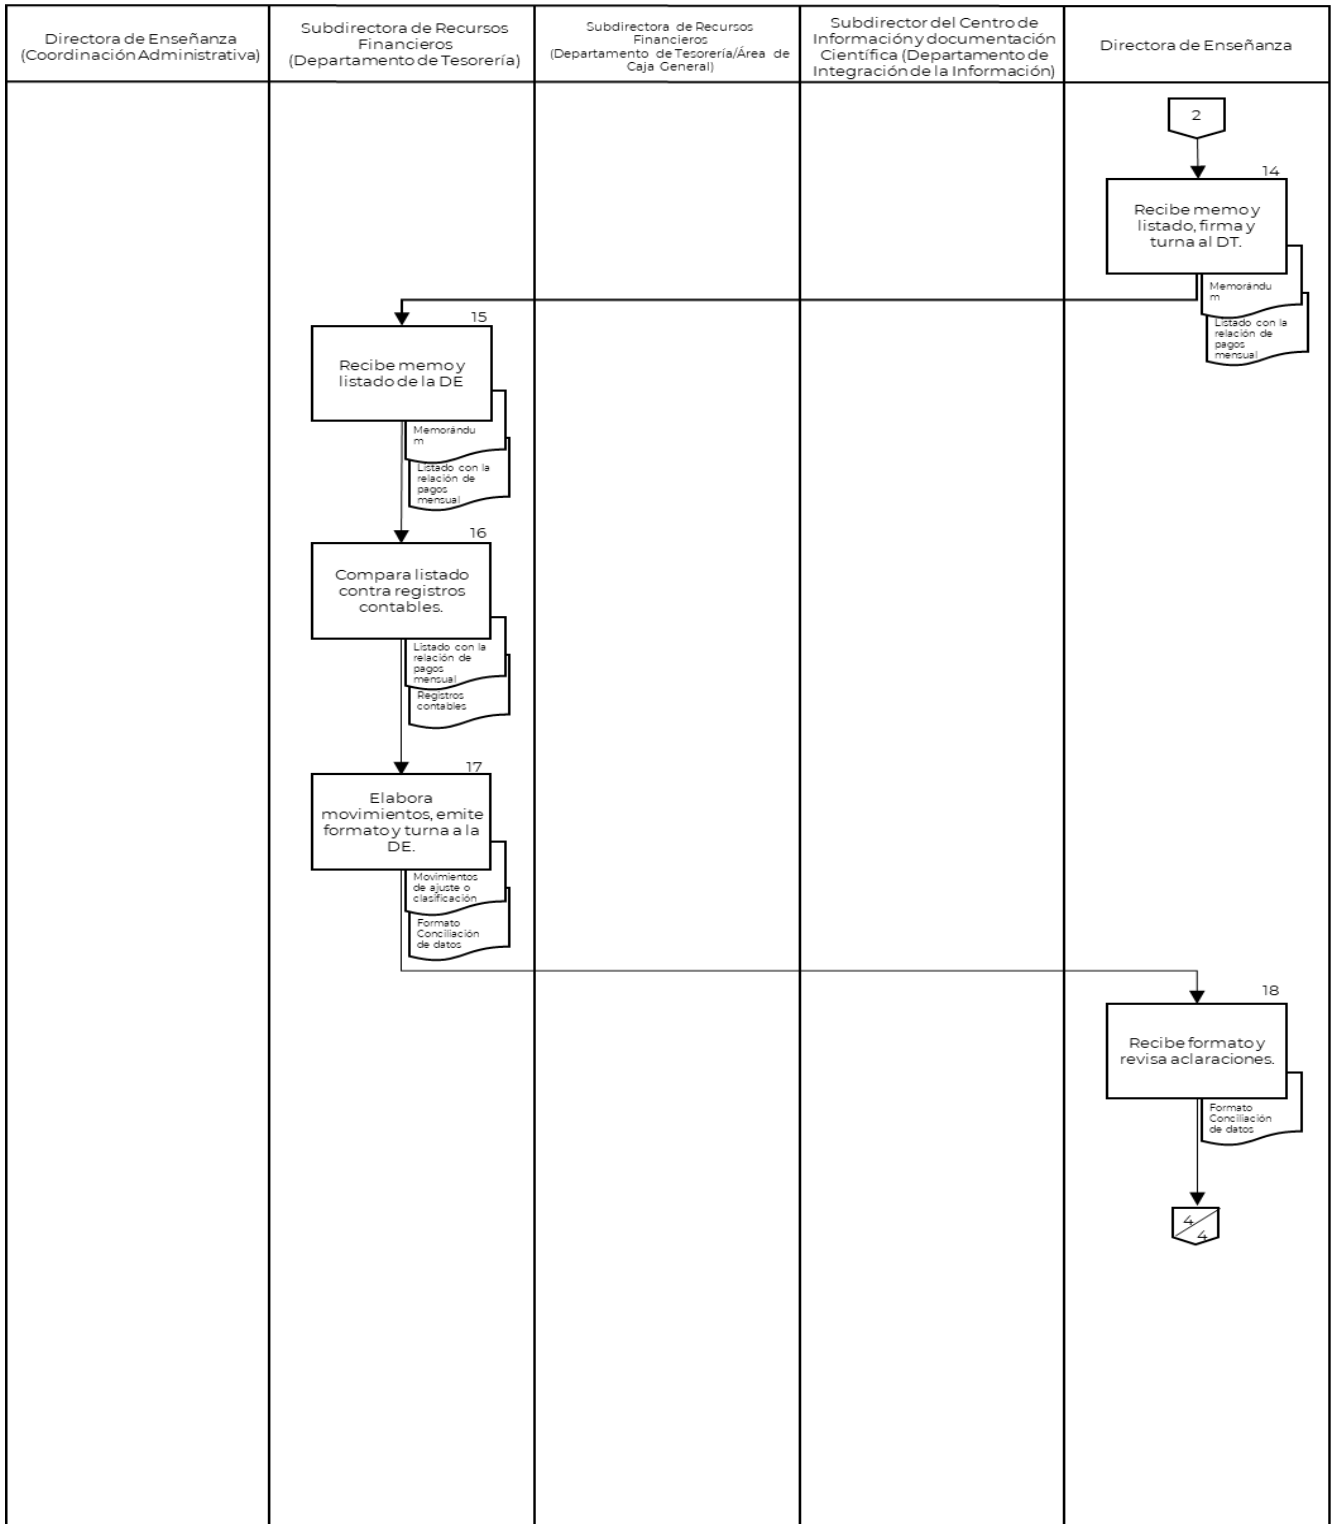 Directora de Enseñanza
(Coordinación Administrativa)
Subdirectora de Recursos
Financieros
(Departamento de Tesorería)
Subdirectora de Recursos
Financieros
(Departamento de Tesorería/Área de
Caja General)
Subdirector del Centro de
Información y documentación
Científica (Departamento de
Integración de la Información)
Directora de Enseñanza
2
14
Recibe memo y
listado, firma y
turna al DT.
Memorándu
m
Listado con la
relación de
pagos
mensual
15
Recibe memo y
listado de la DE
Memorándu
m
Listado con la
relación de
pagos
mensual
16
Compara listado
contra registros
contables.
Listado con la
relación de
pagos
mensual
Registros
contables
17
Elabora
movimientos, emite
formato y turna a la
DE.
Movimientos
de ajuste o
clasificación
Formato
Conciliación
de datos
18
Recibe formato y
revisa aclaraciones.
Formato
Conciliación
de datos
4
4